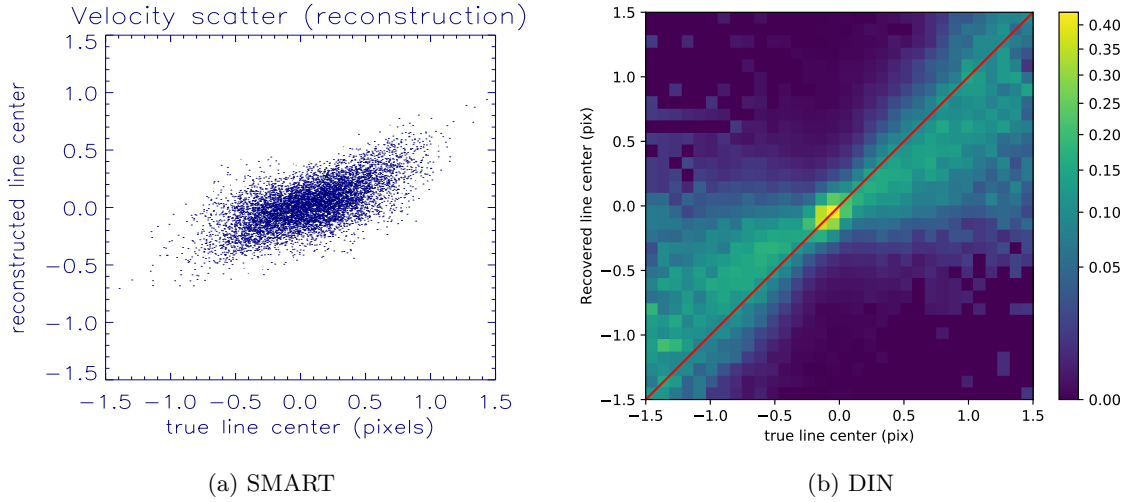 Velocity scatter (reconstruction)
reconstructed line center
1.5
1.0
0.5
0.0
−0.5
−1.0
−1.5
−1.5 −1.0 −0.5 0.0 0.5 1.0 1.5
true line center (pixels)
(a) SMART
Recovered line center (pix)
1.5
1.0
0.5
0.0
−0.5
−1.0
−1.5
−1.5 −1.0 −0.5 0.0 0.5 1.0 1.5
true line center (pix)
0.40
0.35
0.30
0.25
0.20
0.15
0.10
0.05
0.00
(b) DIN